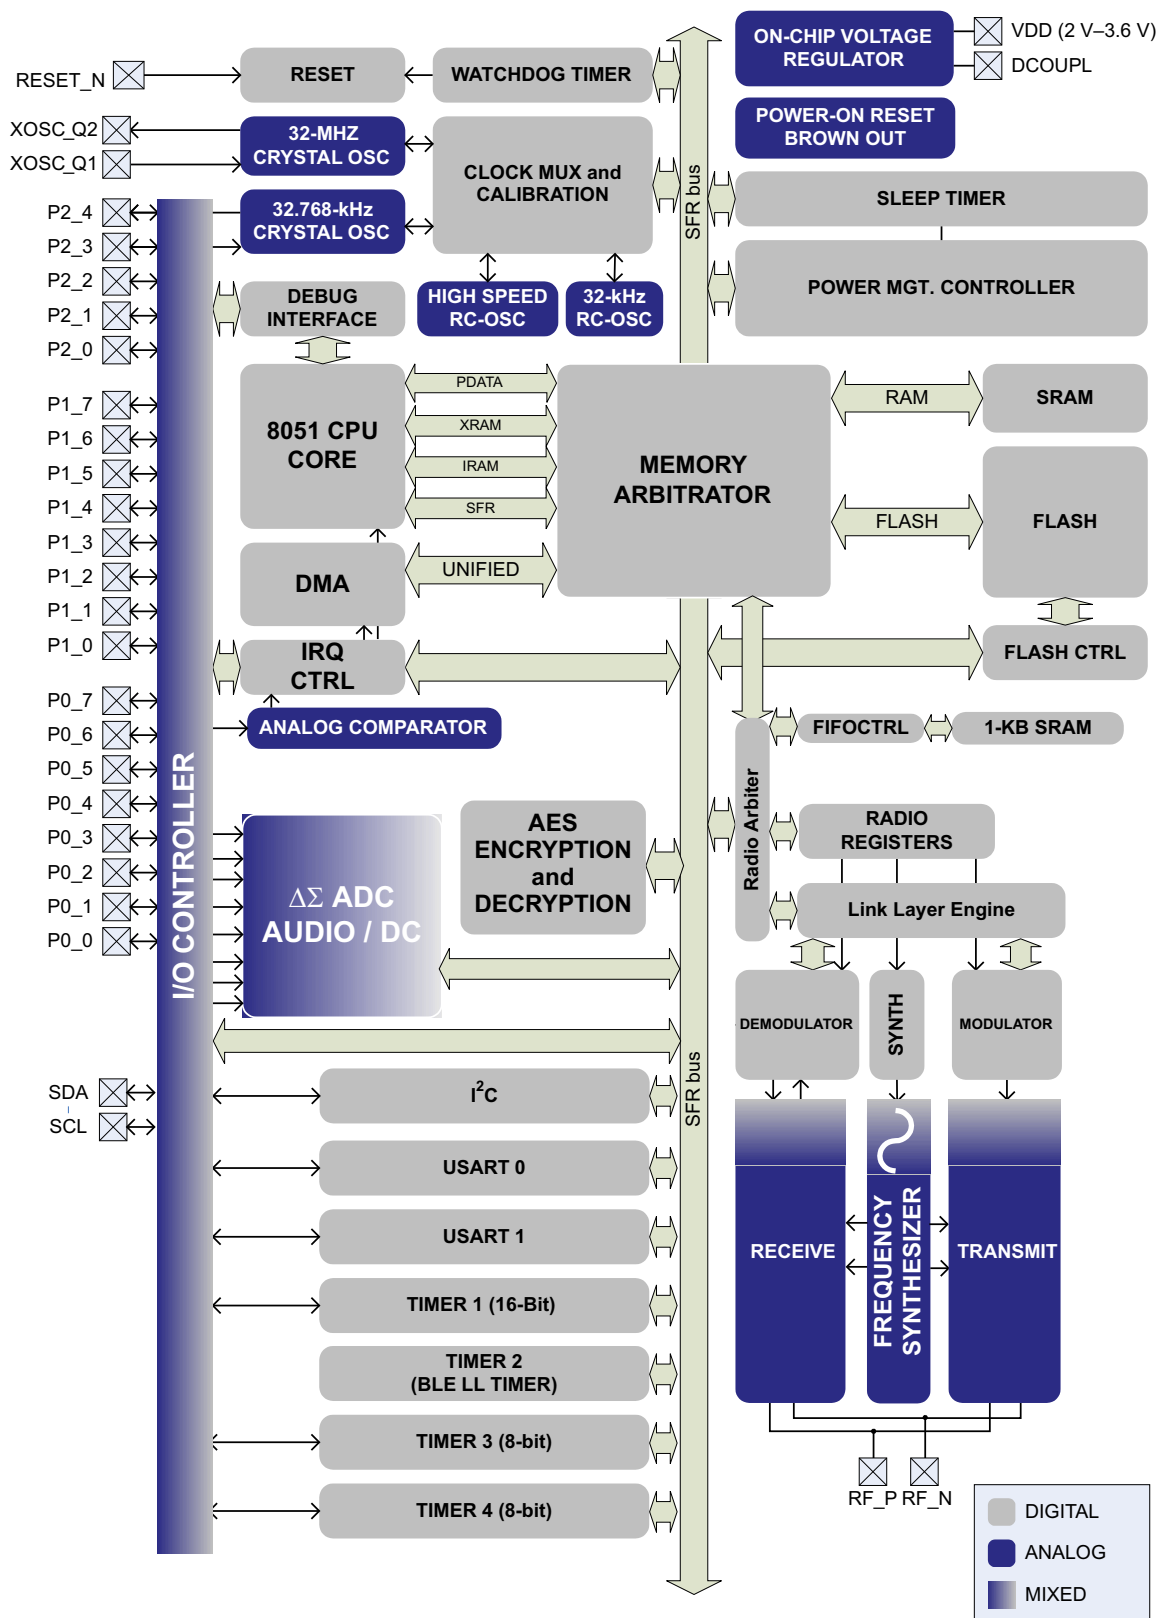 ON-CHIP VOLTAGE
REGULATOR
VDD (2 V–3.6 V)
DCOUPL
RESET_N
RESET
WATCHDOG TIMER
POWER-ON RESET
BROWN OUT
XOSC_Q2
XOSC_Q1
32-MHZ
CRYSTAL OSC
CLOCK MUX and
CALIBRATION
SFR bus
SLEEP TIMER
32.768-kHz
CRYSTAL OSC
P2_4
P2_3
P2_2
P2_1
P2_0
DEBUG
INTERFACE
HIGH SPEED
RC-OSC
32-kHz
RC-OSC
POWER MGT. CONTROLLER
P1_7
P1_6
P1_5
P1_4
P1_3
P1_2
P1_1
P1_0
8051 CPU
CORE
PDATA
XRAM
IRAM
SFR
MEMORY
ARBITRATOR
RAM
SRAM
FLASH
FLASH
DMA
UNIFIED
IRQ
CTRL
FLASH CTRL
P0_7
P0_6
P0_5
P0_4
P0_3
P0_2
P0_1
P0_0
ANALOG COMPARATOR
FIFOCTRL
1-KB SRAM
I/O CONTROLLER
ΔΣ ADC
AUDIO / DC
AES
ENCRYPTION
and
DECRYPTION
Radio Arbiter
RADIO
REGISTERS
Link Layer Engine
DEMODULATOR
SYNTH
MODULATOR
SDA
SCL
SFR bus
I²C
USART 0
USART 1
TIMER 1 (16-Bit)
TIMER 2
(BLE LL TIMER)
TIMER 3 (8-bit)
TIMER 4 (8-bit)
RECEIVE
FREQUENCY
SYNTHESIZER
TRANSMIT
RF_P
RF_N
DIGITAL
ANALOG
MIXED